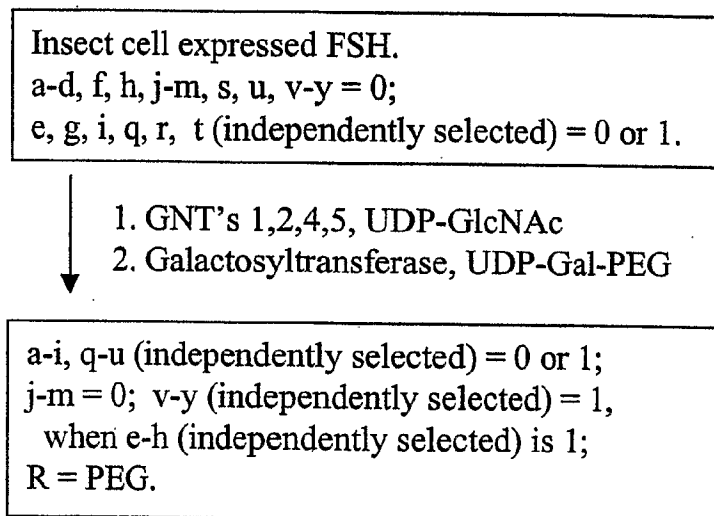 Insect cell expressed FSH.
a-d, f, h, j-m, s, u, v-y = 0;
e, g, i, q, r, t (independently selected) = 0 or 1.
1. GNT's 1,2,4,5, UDP-GlcNAc
2. Galactosyltransferase, UDP-Gal-PEG
a-i, q-u (independently selected) = 0 or 1;
j-m = 0; v-y (independently selected) = 1,
when e-h (independently selected) is 1;
R = PEG.